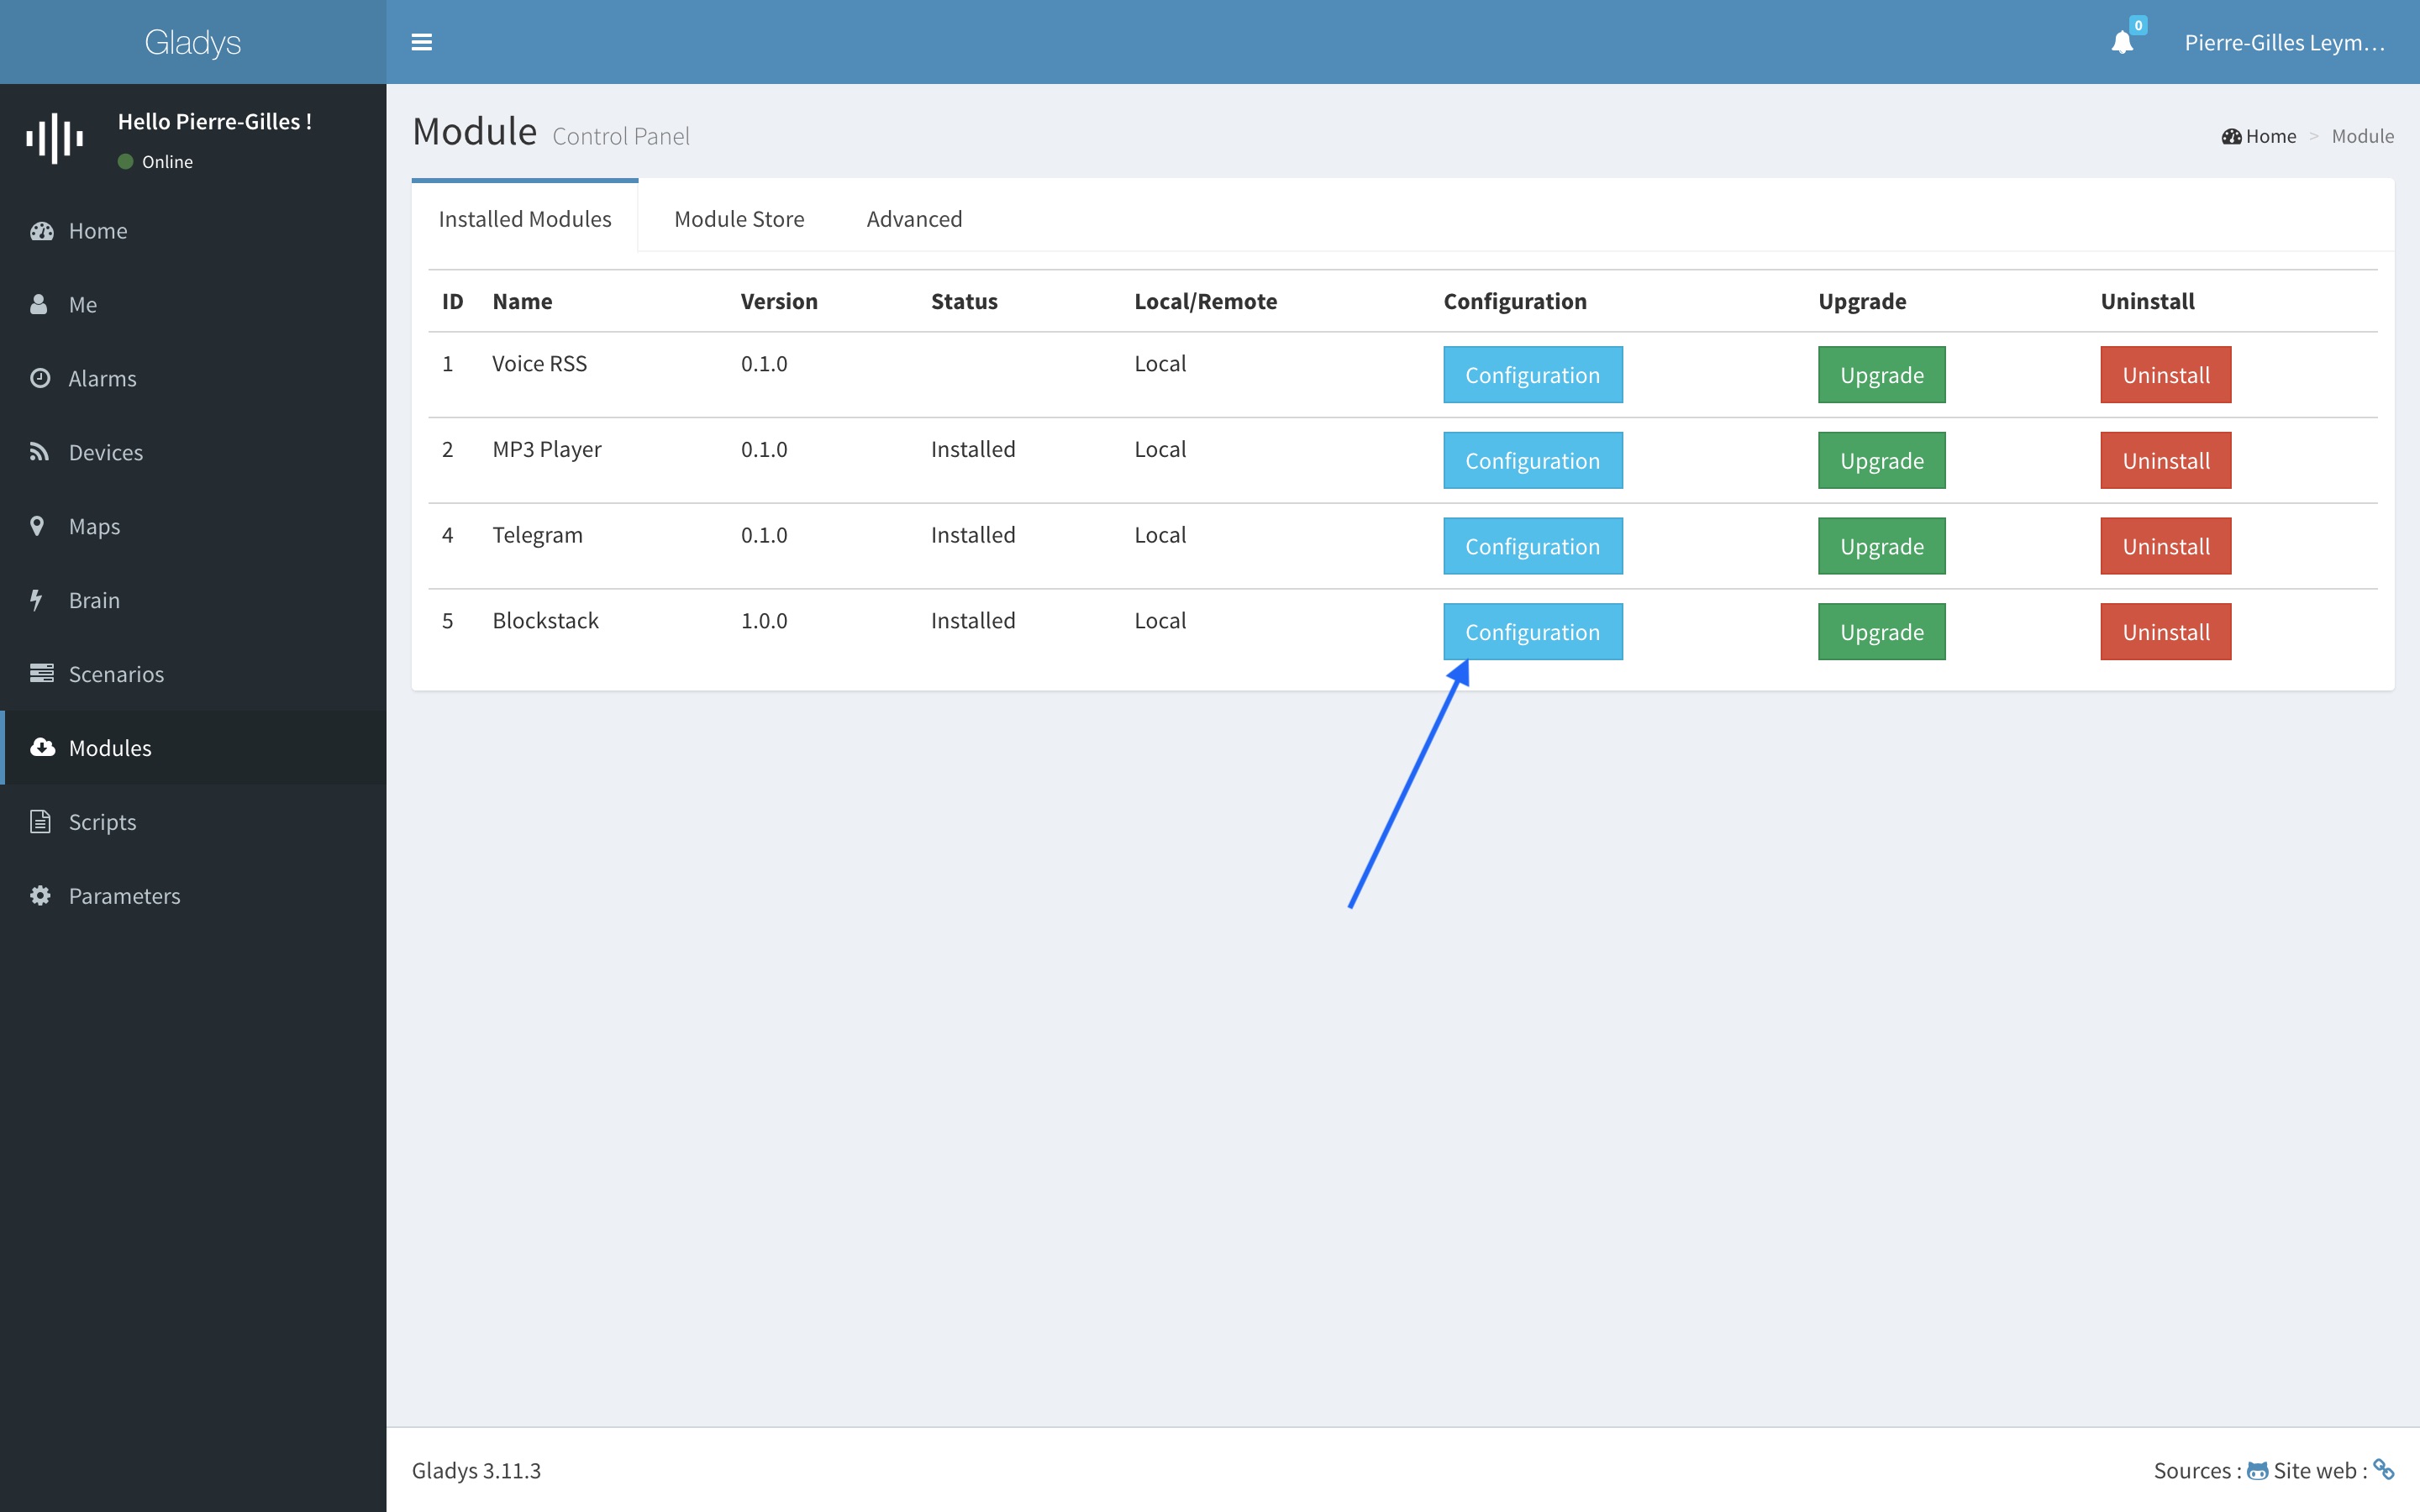 Gladys
0
Pierre-Gilles Leym...
Hello Pierre-Gilles !
Online
Home
Me
Alarms
Devices
Maps
Brain
Scenarios
Modules
Scripts
Parameters
Module Control Panel
Home > Module
Installed Modules Module Store Advanced
ID Name Version Status Local/Remote Configuration Upgrade Uninstall
1 Voice RSS 0.1.0 Local Configuration Upgrade Uninstall
2 MP3 Player 0.1.0 Installed Local Configuration Upgrade Uninstall
4 Telegram 0.1.0 Installed Local Configuration Upgrade Uninstall
5 Blockstack 1.0.0 Installed Local Configuration Upgrade Uninstall
Gladys 3.11.3
Sources : Site web :